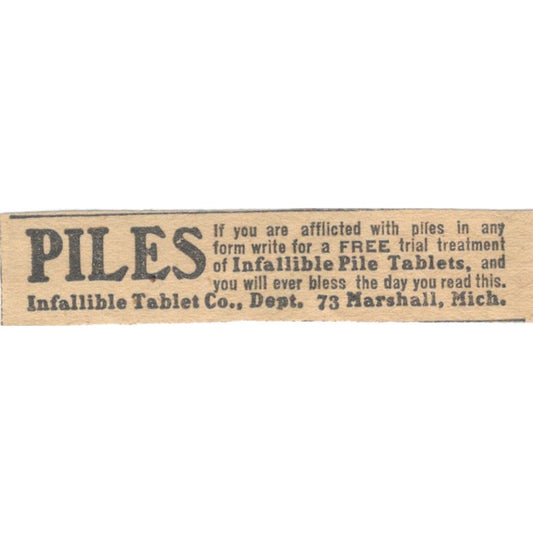 PILES
If you are afflicted with piles in any
form write for a FREE trial treatment
of Infallible Pile Tablets, and
you will ever bless the day you read this.
Infallible Tablet Co., Dept. 73 Marshall, Mich.